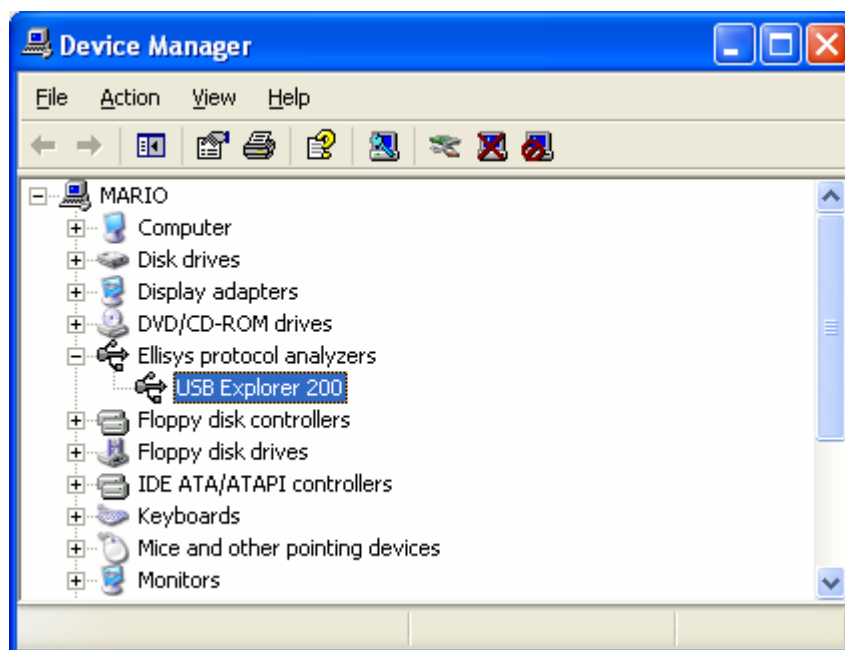 Device Manager
File Action View Help
MARIO
Computer
Disk drives
Display adapters
DVD/CD-ROM drives
Ellisys protocol analyzers
USB Explorer 200
Floppy disk controllers
Floppy disk drives
IDE ATA/ATAPI controllers
Keyboards
Mice and other pointing devices
Monitors